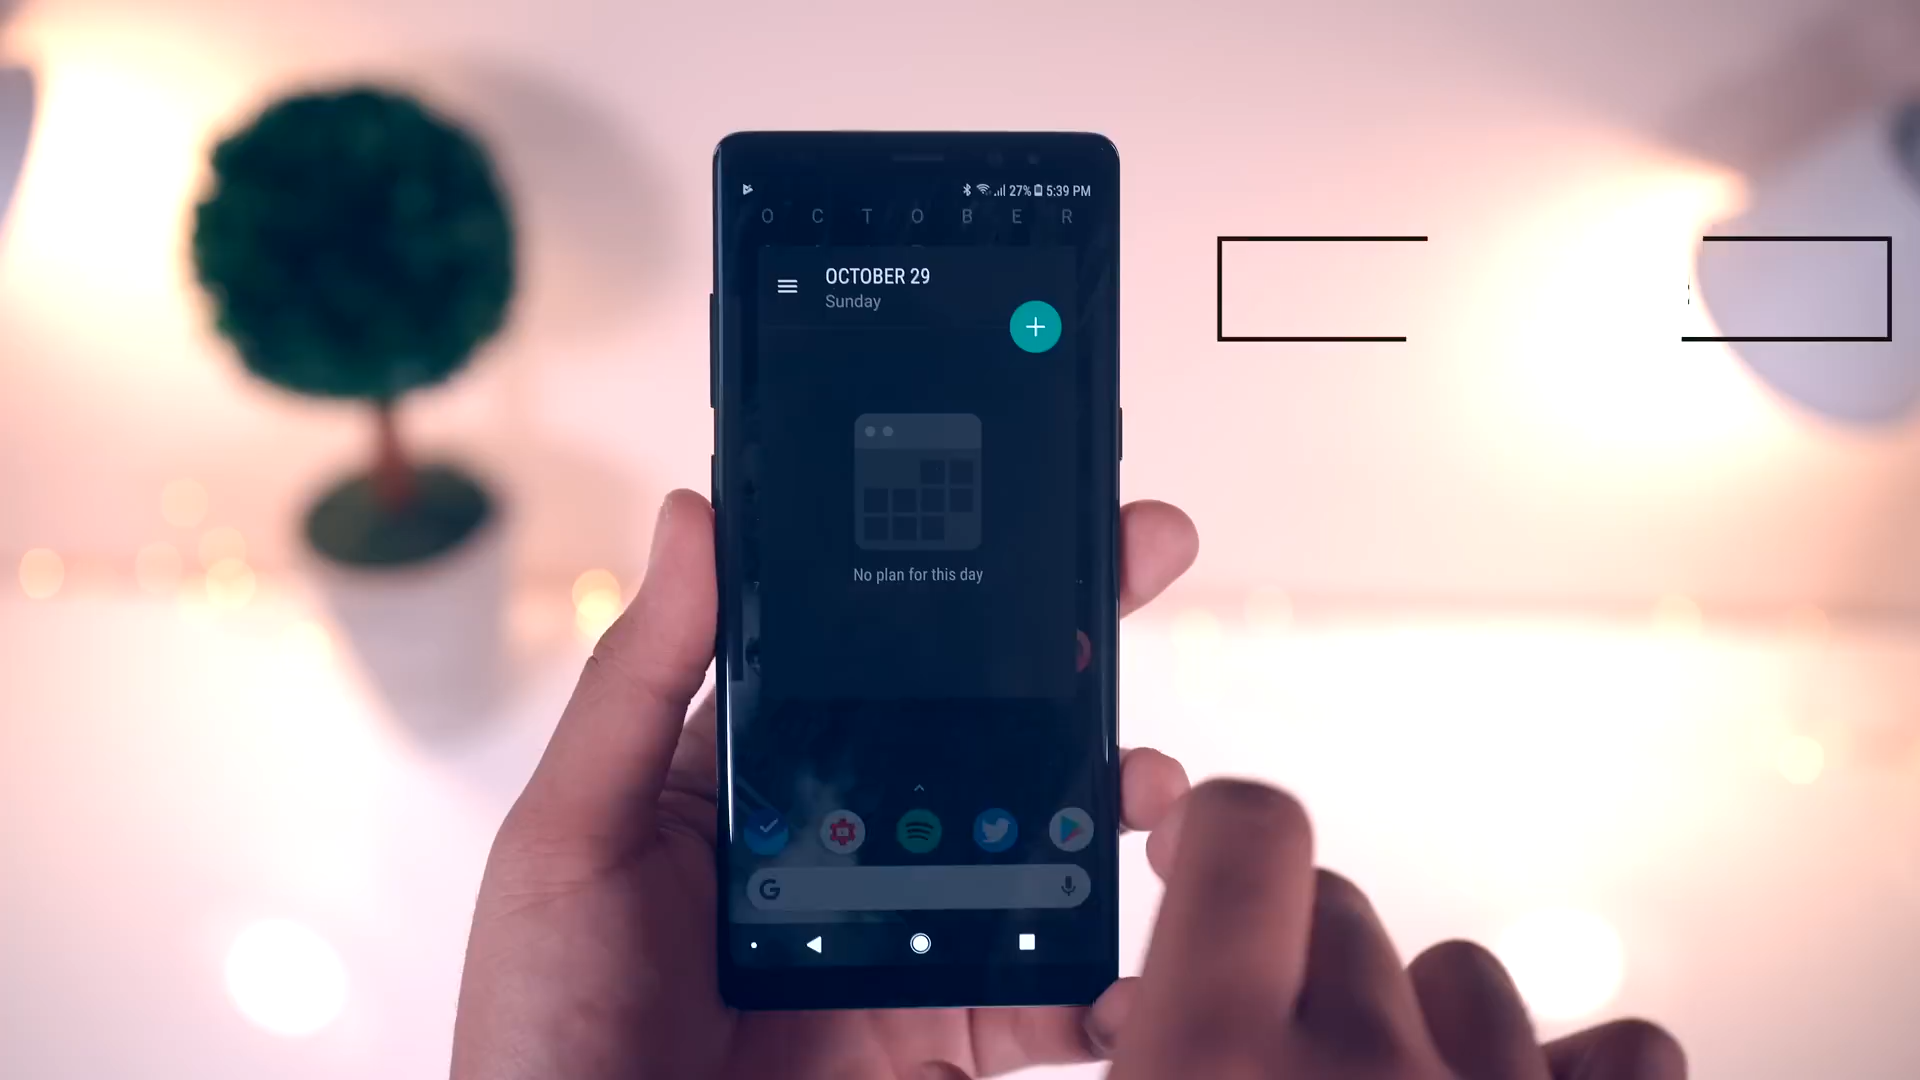 27% 5:39 PM
O C T O B E R
OCTOBER 29
Sunday
No plan for this day
G